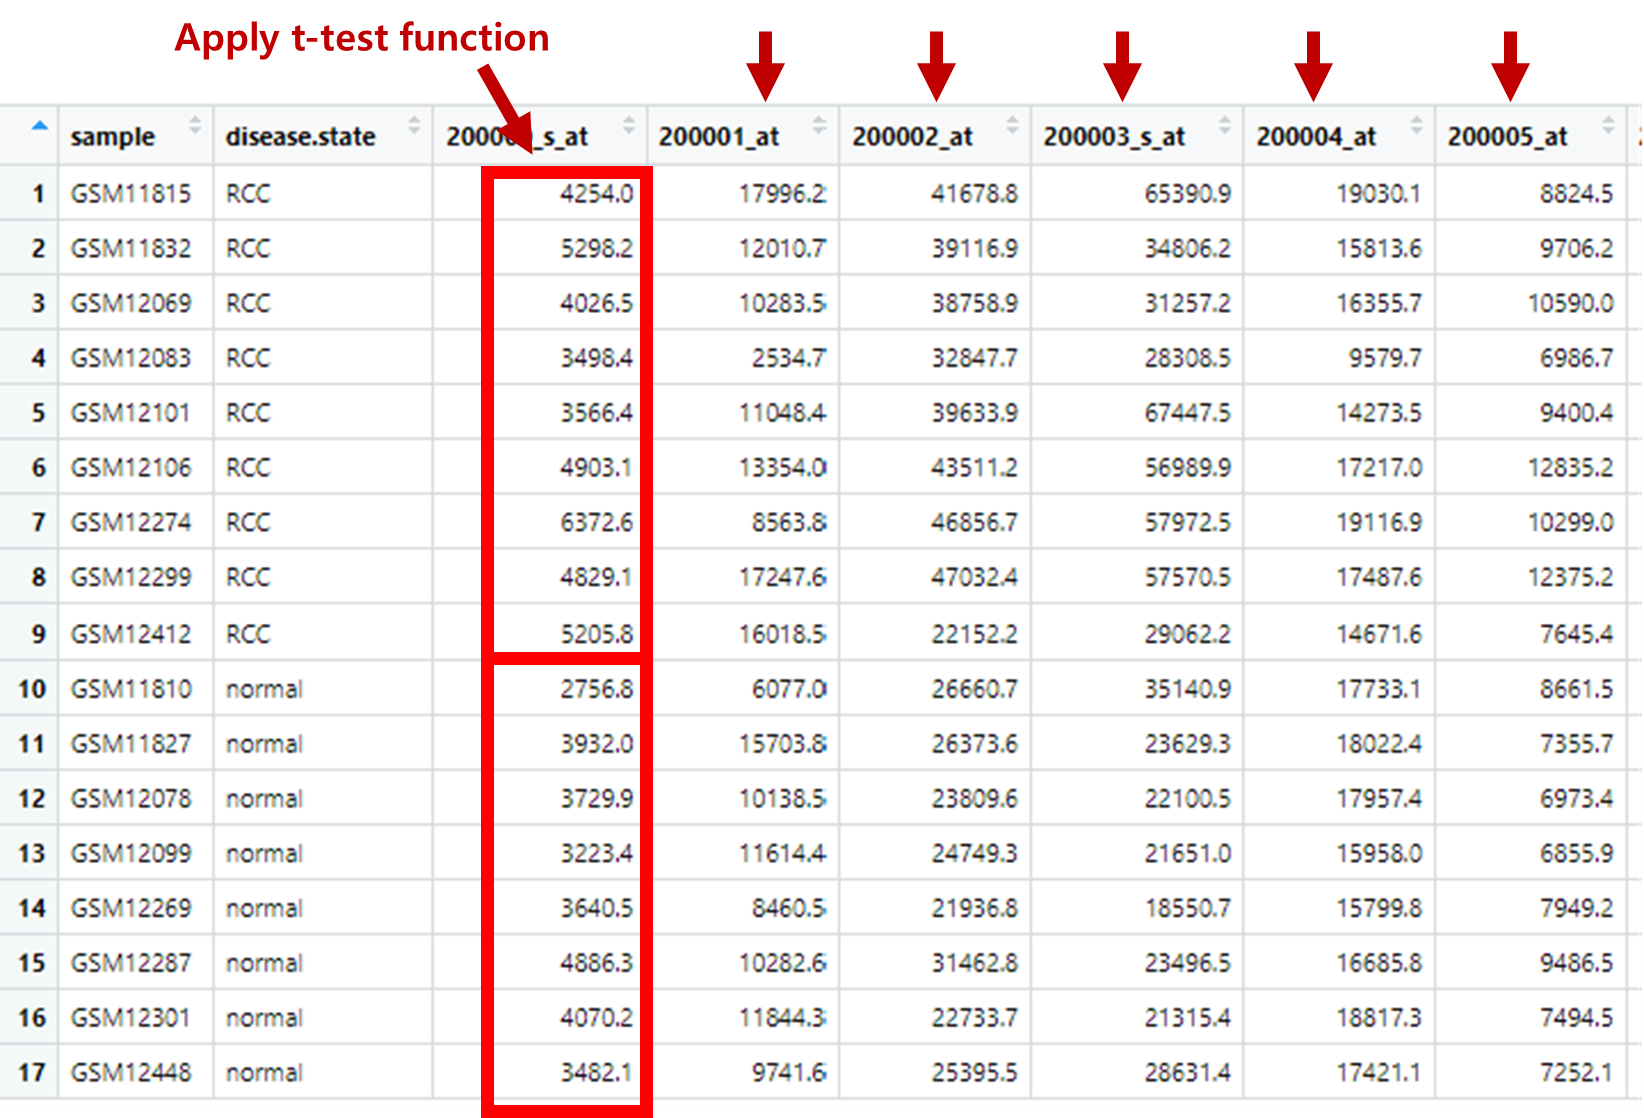 Apply t-test function
sample disease.state 200000_s_at 200001_at 200002_at 200003_s_at 200004_at 200005_at
1 GSM11815 RCC 4254.0 17996.2 41678.8 65390.9 19030.1 8824.5
2 GSM11832 RCC 5298.2 12010.7 39116.9 34806.2 15813.6 9706.2
3 GSM12069 RCC 4026.5 10283.5 38758.9 31257.2 16355.7 10590.0
4 GSM12083 RCC 3498.4 2534.7 32847.7 28308.5 9579.7 6986.7
5 GSM12101 RCC 3566.4 11048.4 39633.9 67447.5 14273.5 9400.4
6 GSM12106 RCC 4903.1 13354.0 43511.2 56989.9 17217.0 12835.2
7 GSM12274 RCC 6372.6 8563.8 46856.7 57972.5 19116.9 10299.0
8 GSM12299 RCC 4829.1 17247.6 47032.4 57570.5 17487.6 12375.2
9 GSM12412 RCC 5205.8 16018.5 22152.2 29062.2 14671.6 7645.4
10 GSM11810 normal 2756.8 6077.0 26660.7 35140.9 17733.1 8661.5
11 GSM11827 normal 3932.0 15703.8 26373.6 23629.3 18022.4 7355.7
12 GSM12078 normal 3729.9 10138.5 23809.6 22100.5 17957.4 6973.4
13 GSM12099 normal 3223.4 11614.4 24749.3 21651.0 15958.0 6855.9
14 GSM12269 normal 3640.5 8460.5 21936.8 18550.7 15799.8 7949.2
15 GSM12287 normal 4886.3 10282.6 31462.8 23496.5 16685.8 9486.5
16 GSM12301 normal 4070.2 11844.3 22733.7 21315.4 18817.3 7494.5
17 GSM12448 normal 3482.1 9741.6 25395.5 28631.4 17421.1 7252.1